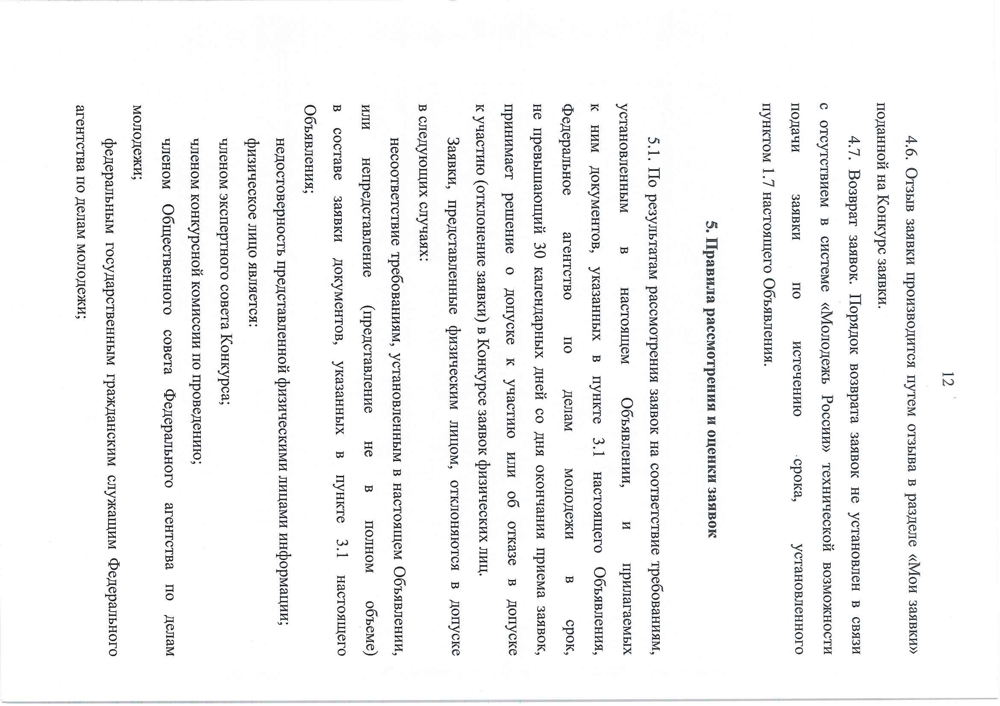 12
4.6. Отзыв заявки производится путем отзыва в разделе «Мои заявки»
поданной на Конкурс заявки.
4.7. Возврат заявок. Порядок возврата заявок не установлен в связи
с отсутствием в системе «Молодежь России» технической возможности
подачи заявки по истечению срока, установленного
пунктом 1.7 настоящего Объявления.
5. Правила рассмотрения и оценки заявок
5.1. По результатам рассмотрения заявок на соответствие требованиям,
установленным в настоящем Объявлении, и прилагаемых
к ним документов, указанных в пункте 3.1 настоящего Объявления,
Федеральное агентство по делам молодежи в срок,
не превышающий 30 календарных дней со дня окончания приема заявок,
принимает решение о допуске к участию или об отказе в допуске
к участию (отклонение заявки) в Конкурсе заявок физических лиц.
Заявки, представленные физическим лицом, отклоняются в допуске
в следующих случаях:
несоответствие требованиям, установленным в настоящем Объявлении,
или непредставление (представление не в полном объеме)
в составе заявки документов, указанных в пункте 3.1 настоящего
Объявления;
недостоверность представленной физическими лицами информации;
физическое лицо является:
членом экспертного совета Конкурса;
членом конкурсной комиссии по проведению;
членом Общественного совета Федерального агентства по делам
молодежи;
федеральным государственным гражданским служащим Федерального
агентства по делам молодежи;